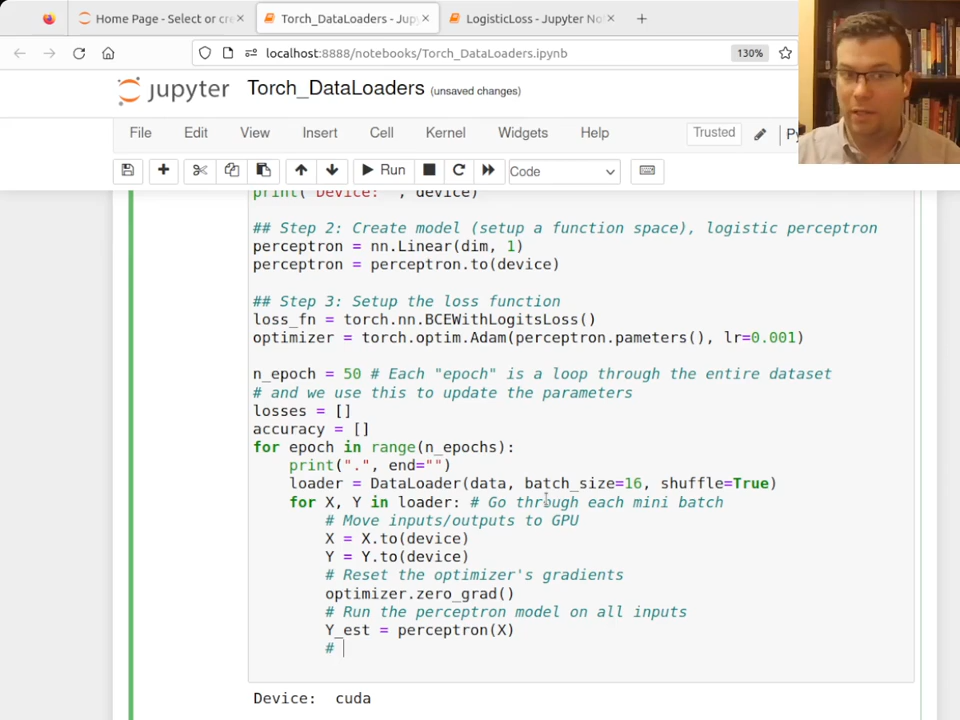 Home Page - Select or cre
Torch_DataLoaders - Jup
LogisticLoss - Jupyter No
localhost:8888/notebooks/Torch_DataLoaders.ipynb
130%
jupyter Torch_DataLoaders (unsaved changes)
File Edit View Insert Cell Kernel Widgets Help Trusted
Run Code
print("Device: ", device)
## Step 2: Create model (setup a function space), logistic perceptron
perceptron = nn.Linear(dim, 1)
perceptron = perceptron.to(device)
## Step 3: Setup the loss function
loss_fn = torch.nn.BCEWithLogitsLoss()
optimizer = torch.optim.Adam(perceptron.pameters(), lr=0.001)
n_epoch = 50 # Each "epoch" is a loop through the entire dataset
# and we use this to update the parameters
losses = []
accuracy = []
for epoch in range(n_epochs):
print(".", end="")
loader = DataLoader(data, batch_size=16, shuffle=True)
for X, Y in loader: # Go through each mini batch
# Move inputs/outputs to GPU
X = X.to(device)
Y = Y.to(device)
# Reset the optimizer's gradients
optimizer.zero_grad()
# Run the perceptron model on all inputs
Y_est = perceptron(X)
#
Device: cuda